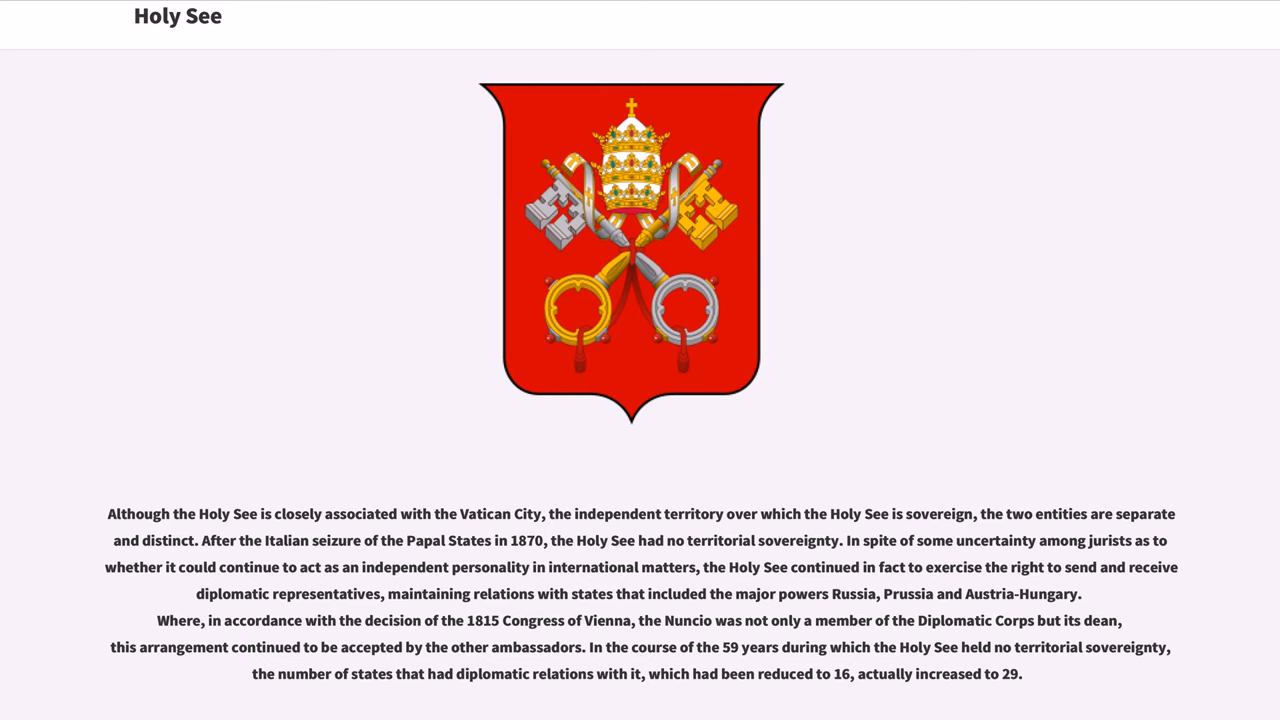 Holy See
Although the Holy See is closely associated with the Vatican City, the independent territory over which the Holy See is sovereign, the two entities are separate
and distinct. After the Italian seizure of the Papal States in 1870, the Holy See had no territorial sovereignty. In spite of some uncertainty among jurists as to
whether it could continue to act as an independent personality in international matters, the Holy See continued in fact to exercise the right to send and receive
diplomatic representatives, maintaining relations with states that included the major powers Russia, Prussia and Austria-Hungary.
Where, in accordance with the decision of the 1815 Congress of Vienna, the Nuncio was not only a member of the Diplomatic Corps but its dean,
this arrangement continued to be accepted by the other ambassadors. In the course of the 59 years during which the Holy See held no territorial sovereignty,
the number of states that had diplomatic relations with it, which had been reduced to 16, actually increased to 29.